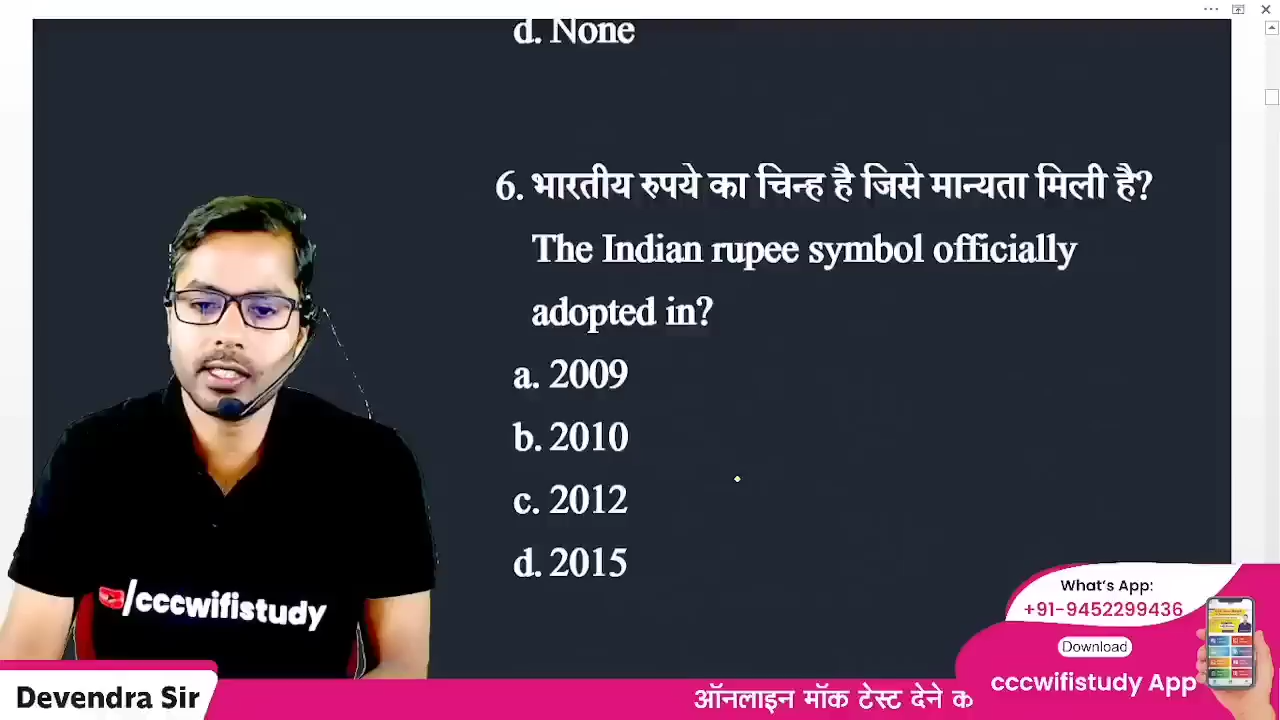 d. None
6. भारतीय रुपये का चिन्ह है जिसे मान्यता मिली है?
The Indian rupee symbol officially
adopted in?
a. 2009
b. 2010
c. 2012
d. 2015
/cccwifistudy
What's App:
+91-9452299436
Download
cccwifistudy App
Devendra Sir
ऑनलाइन मॉक टेस्ट देने क